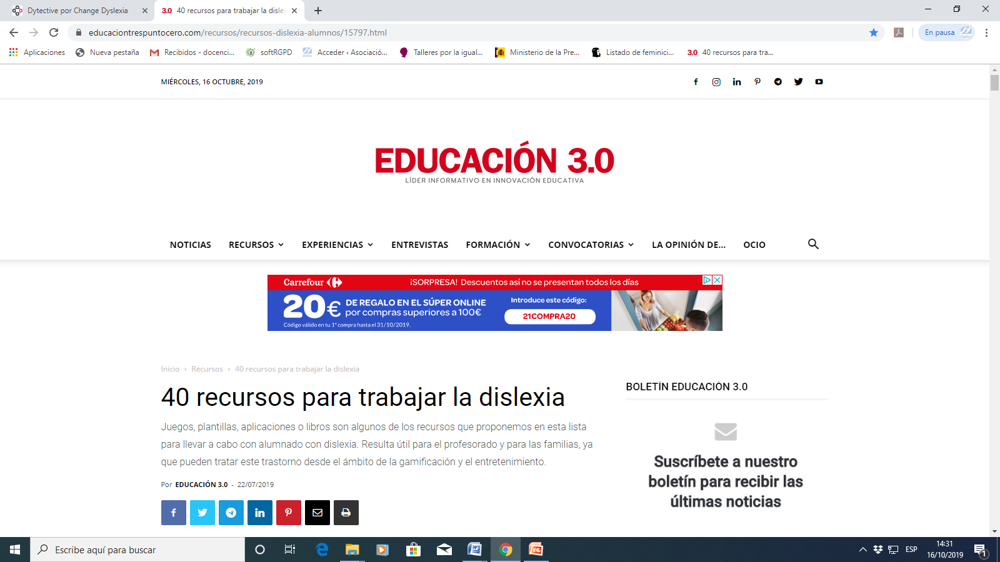 Dytective por Change Dyslexia
3.0 40 recursos para trabajar la disle
educaciontrespuntocero.com/recursos/recursos-dislexia-alumnos/15797.html
En pausa
Aplicaciones
Nueva pestaña
Recibidos - docenci...
softRGPD
Acceder ‹ Asociació...
Talleres por la igual...
Ministerio de la Pre...
Listado de feminici...
3.0 40 recursos para tra...
MIÉRCOLES, 16 OCTUBRE, 2019
EDUCACIÓN 3.0
LÍDER INFORMATIVO EN INNOVACIÓN EDUCATIVA
NOTICIAS
RECURSOS
EXPERIENCIAS
ENTREVISTAS
FORMACIÓN
CONVOCATORIAS
LA OPINIÓN DE...
OCIO
Carrefour
¡SORPRESA! Descuentos así no se presentan todos los días
20€
DE REGALO EN EL SÚPER ONLINE
por compras superiores a 100€
Código válido en tu 1ª compra hasta el 31/10/2019.
Introduce este código:
21COMPRA20
Inicio › Recursos › 40 recursos para trabajar la dislexia
40 recursos para trabajar la dislexia
Juegos, plantillas, aplicaciones o libros son algunos de los recursos que proponemos en esta lista
para llevar a cabo con alumnado con dislexia. Resulta útil para el profesorado y para las familias, ya
que pueden tratar este trastorno desde el ámbito de la gamificación y el entretenimiento.
Por EDUCACIÓN 3.0 - 22/07/2019
BOLETÍN EDUCACIÓN 3.0
Suscríbete a nuestro
boletín para recibir las
últimas noticias
Escribe aquí para buscar
ESP
14:31
16/10/2019
1